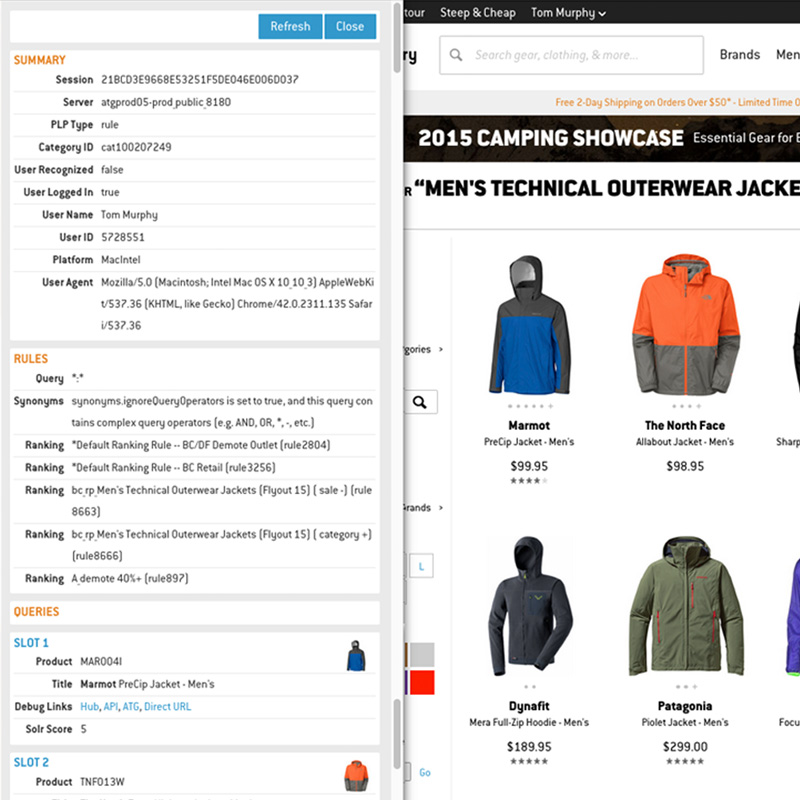 Refresh
Close
SUMMARY
Session 21BCD3E9668E53251F5DE046E006D037
Server atgprod05-prod_public_8180
PLP Type rule
Category ID cat100207249
User Recognized false
User Logged In true
User Name Tom Murphy
User ID 5728551
Platform MacIntel
User Agent Mozilla/5.0 (Macintosh; Intel Mac OS X 10_10_3) AppleWebKi
t/537.36 (KHTML, like Gecko) Chrome/42.0.2311.135 Safar
i/537.36
RULES
Query *:*
Synonyms synonyms.ignoreQueryOperators is set to true, and this query con
tains complex query operators (e.g. AND, OR, *, -, etc.)
Ranking *Default Ranking Rule -- BC/DF Demote Outlet (rule2804)
Ranking *Default Ranking Rule -- BC Retail (rule3256)
Ranking bc_rp_Men's Technical Outerwear Jackets (Flyout 15) ( sale -) (rule
8663)
Ranking bc_rp_Men's Technical Outerwear Jackets (Flyout 15) ( category +)
(rule8666)
Ranking A_demote 40%+ (rule897)
QUERIES
SLOT 1
Product MAR004I
Title Marmot PreCip Jacket - Men's
Debug Links Hub, API, ATG, Direct URL
Solr Score 5
SLOT 2
Product TNF013W
tour Steep & Cheap Tom Murphy
ry Search gear, clothing, & more... Brands Men
Free 2-Day Shipping on Orders Over $50* - Limited Time O
2015 CAMPING SHOWCASE Essential Gear for E
R "MEN'S TECHNICAL OUTERWEAR JACKE
gories >
Marmot
PreCip Jacket - Men's
$99.95
The North Face
Allabout Jacket - Men's
$98.95
Sharp
rands >
L
Dynafit
Mera Full-Zip Hoodie - Men's
$189.95
Patagonia
Piolet Jacket - Men's
$299.00
Focu
Go